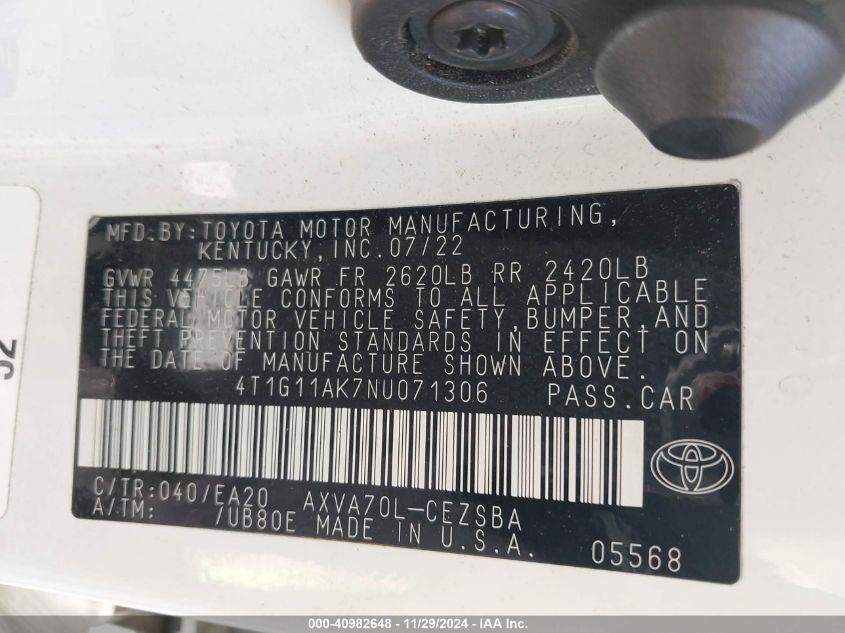 MFD.BY:TOYOTA MOTOR MANUFACTURING,
KENTUCKY,INC.07/22
GVWR 4475LB GAWR FR 2620LB RR 2420LB
THIS VEHICLE CONFORMS TO ALL APPLICABLE
FEDERAL MOTOR VEHICLE SAFETY,BUMPER,AND
THEFT PREVENTION STANDARDS IN EFFECT ON
THE DATE OF MANUFACTURE SHOWN ABOVE.
4T1G11AK7NU071306 PASS.CAR
C/TR:040/EA20 AXVA70L-CEZSBA
A/TM: /UB80E MADE IN U.S.A. 05568
52
000-40982648 - 11/29/2024 - IAA Inc.